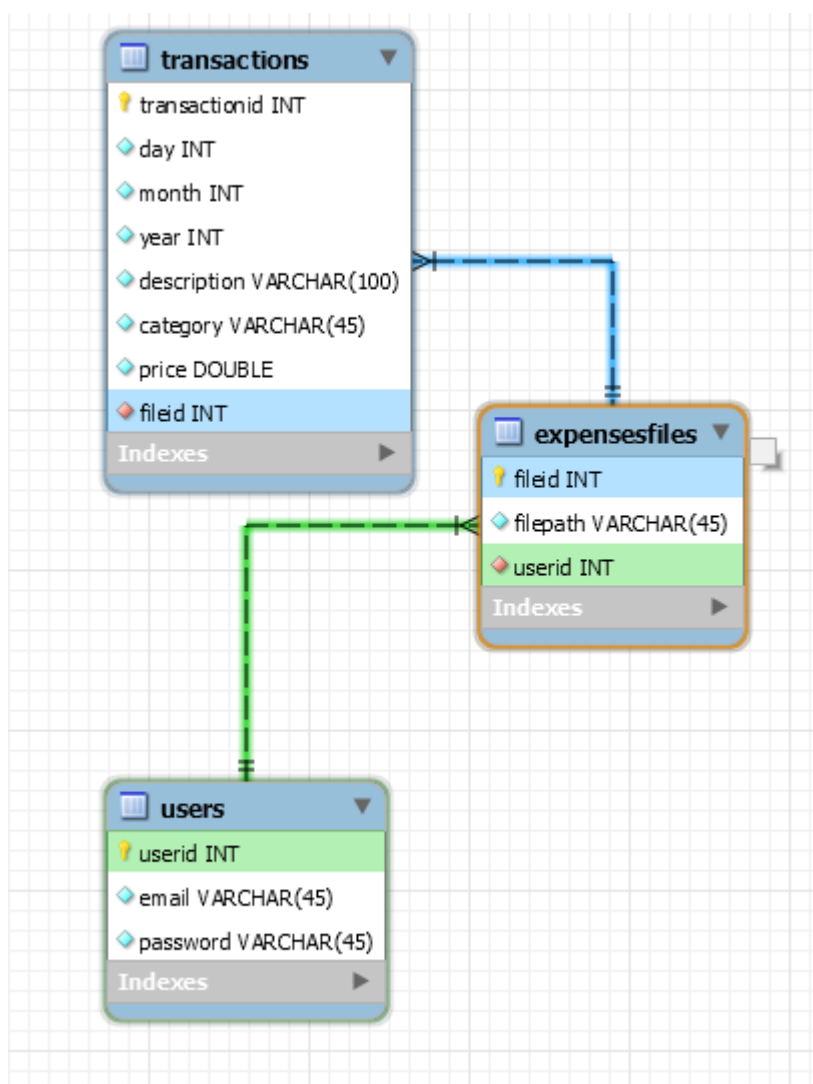 transactions
transactionid INT
day INT
month INT
year INT
description VARCHAR(100)
category VARCHAR(45)
price DOUBLE
fileid INT
Indexes
expensesfiles
fileid INT
filepath VARCHAR(45)
userid INT
Indexes
users
userid INT
email VARCHAR(45)
password VARCHAR(45)
Indexes